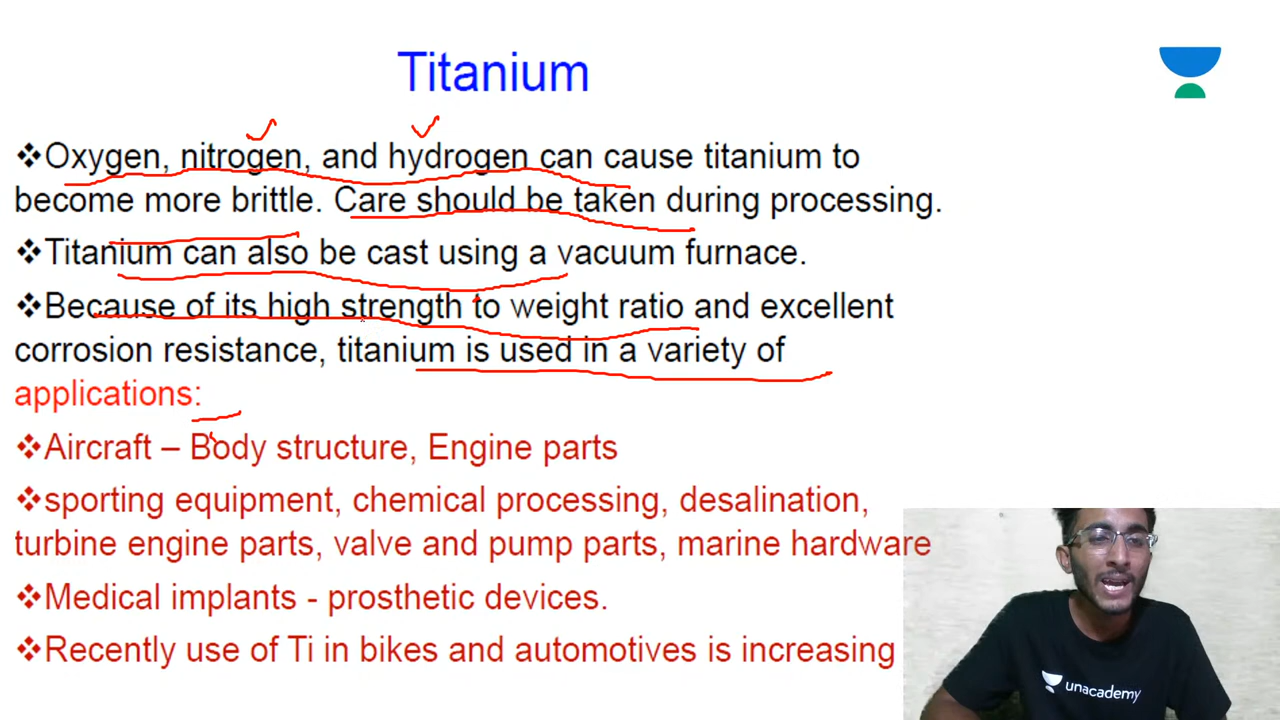 Titanium
❖Oxygen, nitrogen, and hydrogen can cause titanium to
become more brittle. Care should be taken during processing.
❖Titanium can also be cast using a vacuum furnace.
❖Because of its high strength to weight ratio and excellent
corrosion resistance, titanium is used in a variety of
applications:
❖Aircraft – Body structure, Engine parts
❖sporting equipment, chemical processing, desalination,
turbine engine parts, valve and pump parts, marine hardware
❖Medical implants - prosthetic devices.
❖Recently use of Ti in bikes and automotives is increasing
unacademy